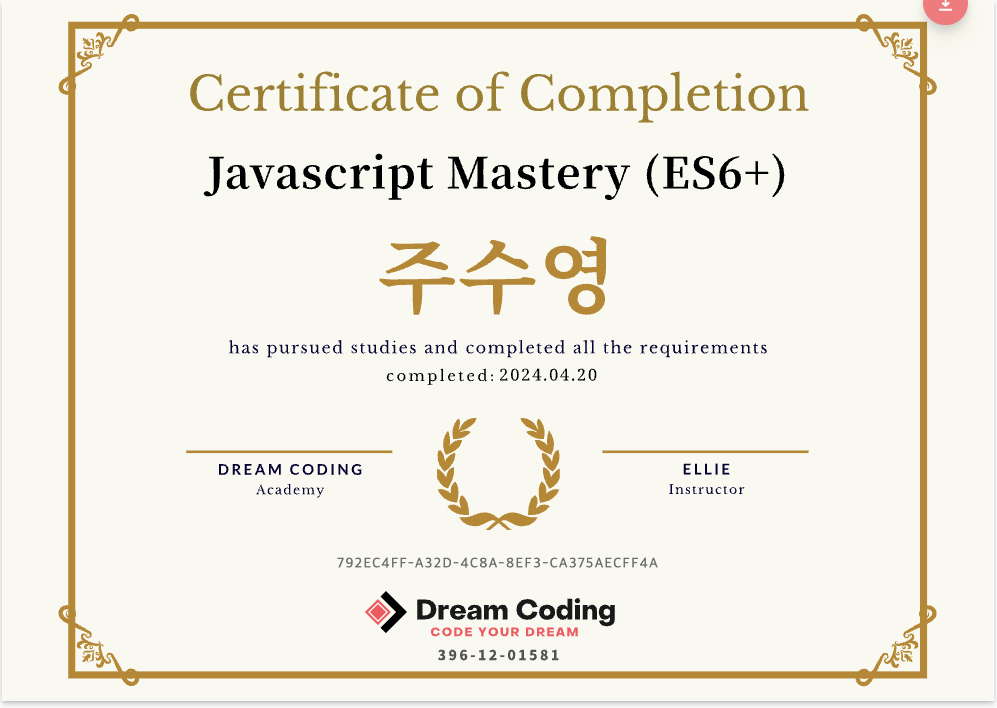 Certificate of Completion
Javascript Mastery (ES6+)
주수영
has pursued studies and completed all the requirements
completed: 2024.04.20
DREAM CODING
Academy
ELLIE
Instructor
792EC4FF-A32D-4C8A-8EF3-CA375AECFF4A
Dream Coding
CODE YOUR DREAM
396-12-01581